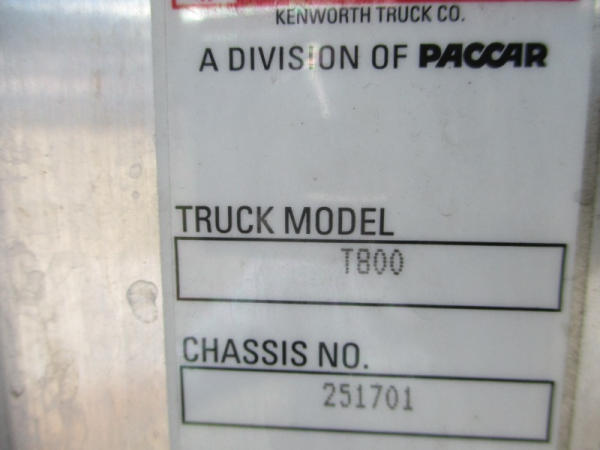 KENWORTH TRUCK CO.
A DIVISION OF PACCAR
TRUCK MODEL
T800
CHASSIS NO.
251701